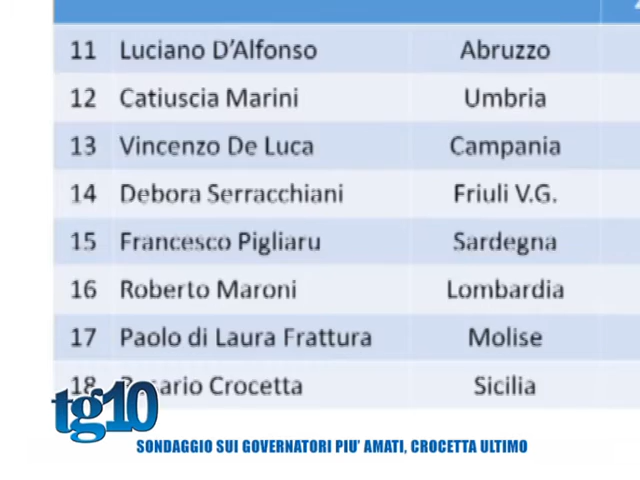 11 Luciano D'Alfonso Abruzzo
12 Catiuscia Marini Umbria
13 Vincenzo De Luca Campania
14 Debora Serracchiani Friuli V.G.
15 Francesco Pigliaru Sardegna
16 Roberto Maroni Lombardia
17 Paolo di Laura Frattura Molise
18 Rosario Crocetta Sicilia
tg10
SONDAGGIO SUI GOVERNATORI PIU' AMATI, CROCETTA ULTIMO